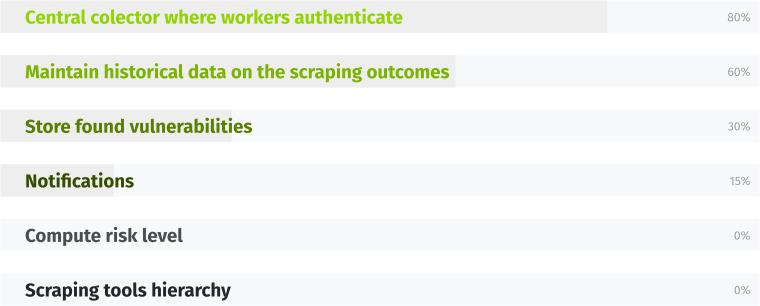 Central colector where workers authenticate 80%
Maintain historical data on the scraping outcomes 60%
Store found vulnerabilities 30%
Notifications 15%
Compute risk level 0%
Scraping tools hierarchy 0%